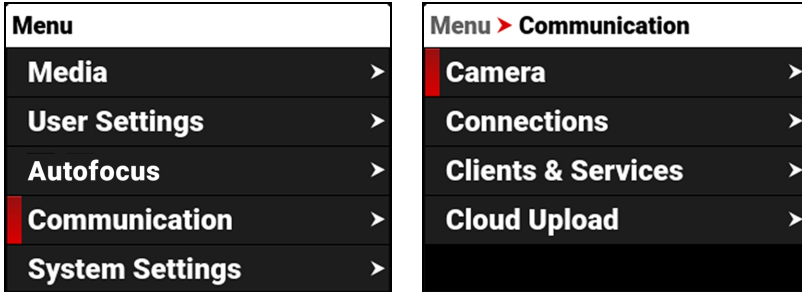 Menu
Media
User Settings
Autofocus
Communication
System Settings
Menu > Communication
Camera
Connections
Clients & Services
Cloud Upload